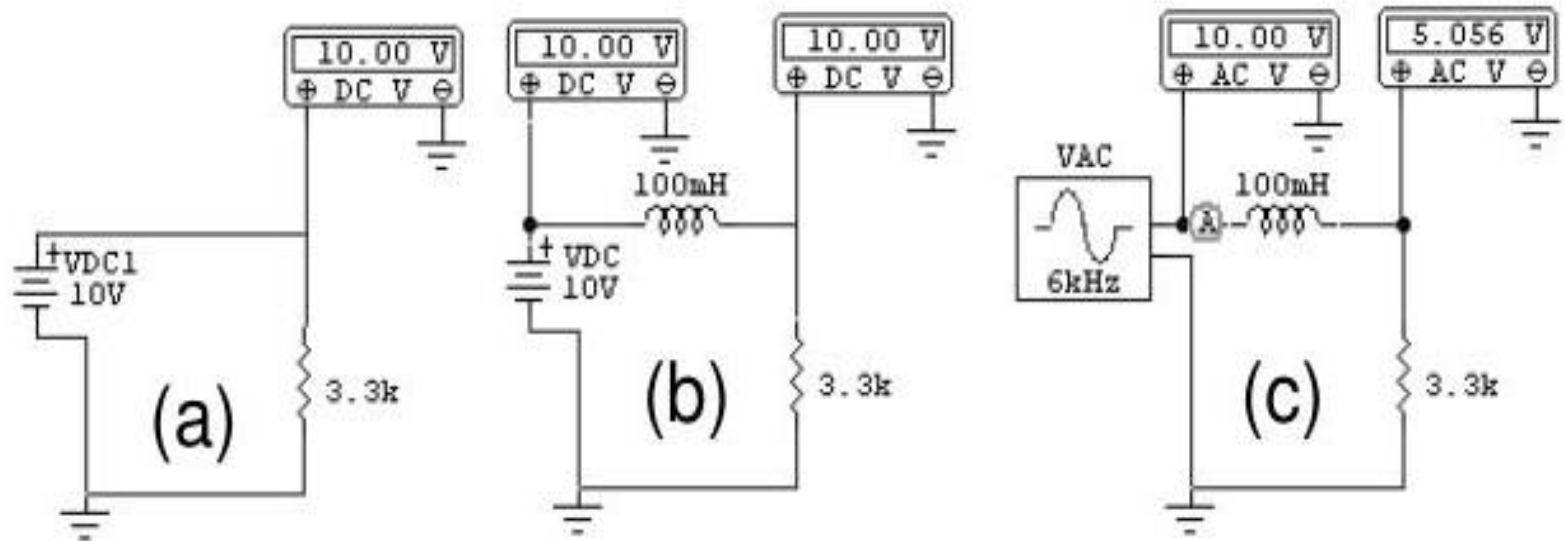 10.00 V
⊕ DC V ⊖
+
VDC1
10V
3.3k
(a)
10.00 V
⊕ DC V ⊖
10.00 V
⊕ DC V ⊖
100mH
+
VDC
10V
3.3k
(b)
10.00 V
⊕ AC V ⊖
5.056 V
⊕ AC V ⊖
VAC
100mH
A
6kHz
3.3k
(c)